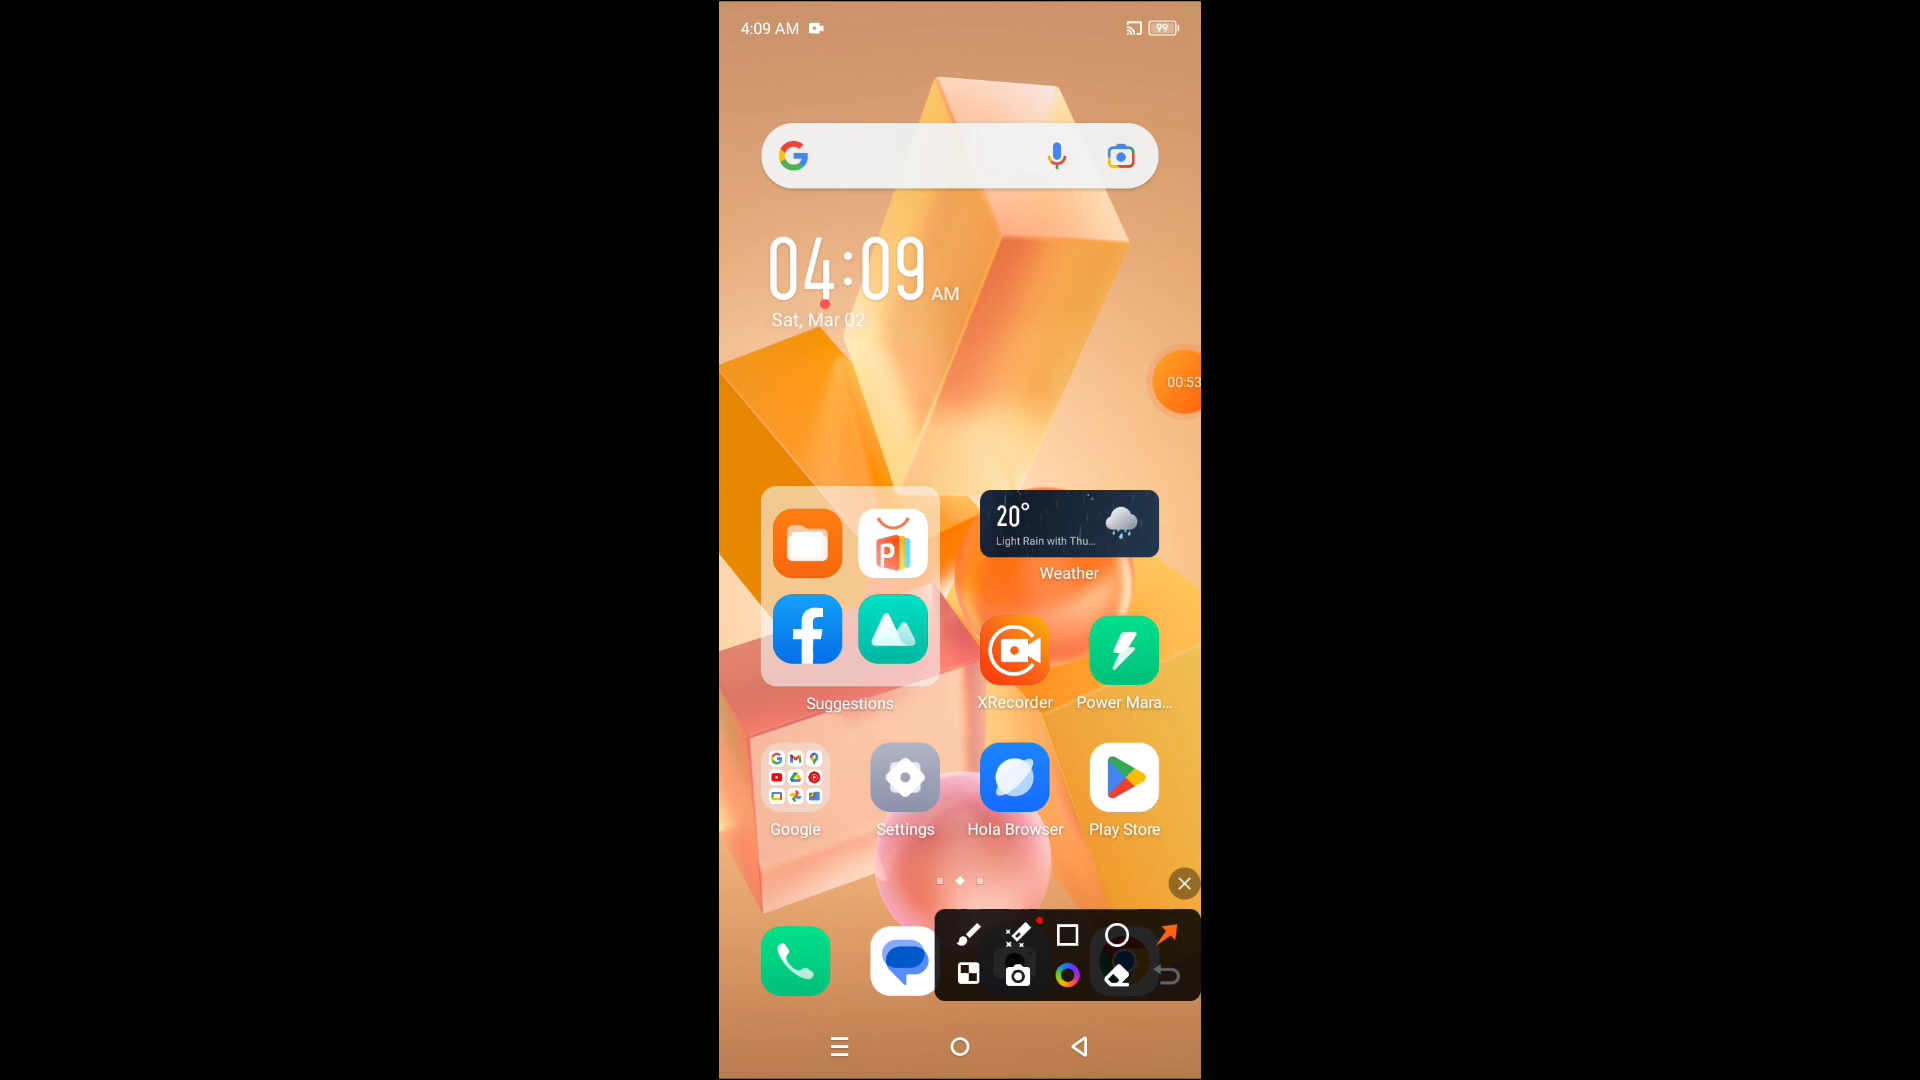 4:09 AM
99
04:09 AM
Sat, Mar 02
00:53
20°
Light Rain with Thu...
Weather
P
Suggestions
XRecorder
Power Mara...
Google
Settings
Hola Browser
Play Store